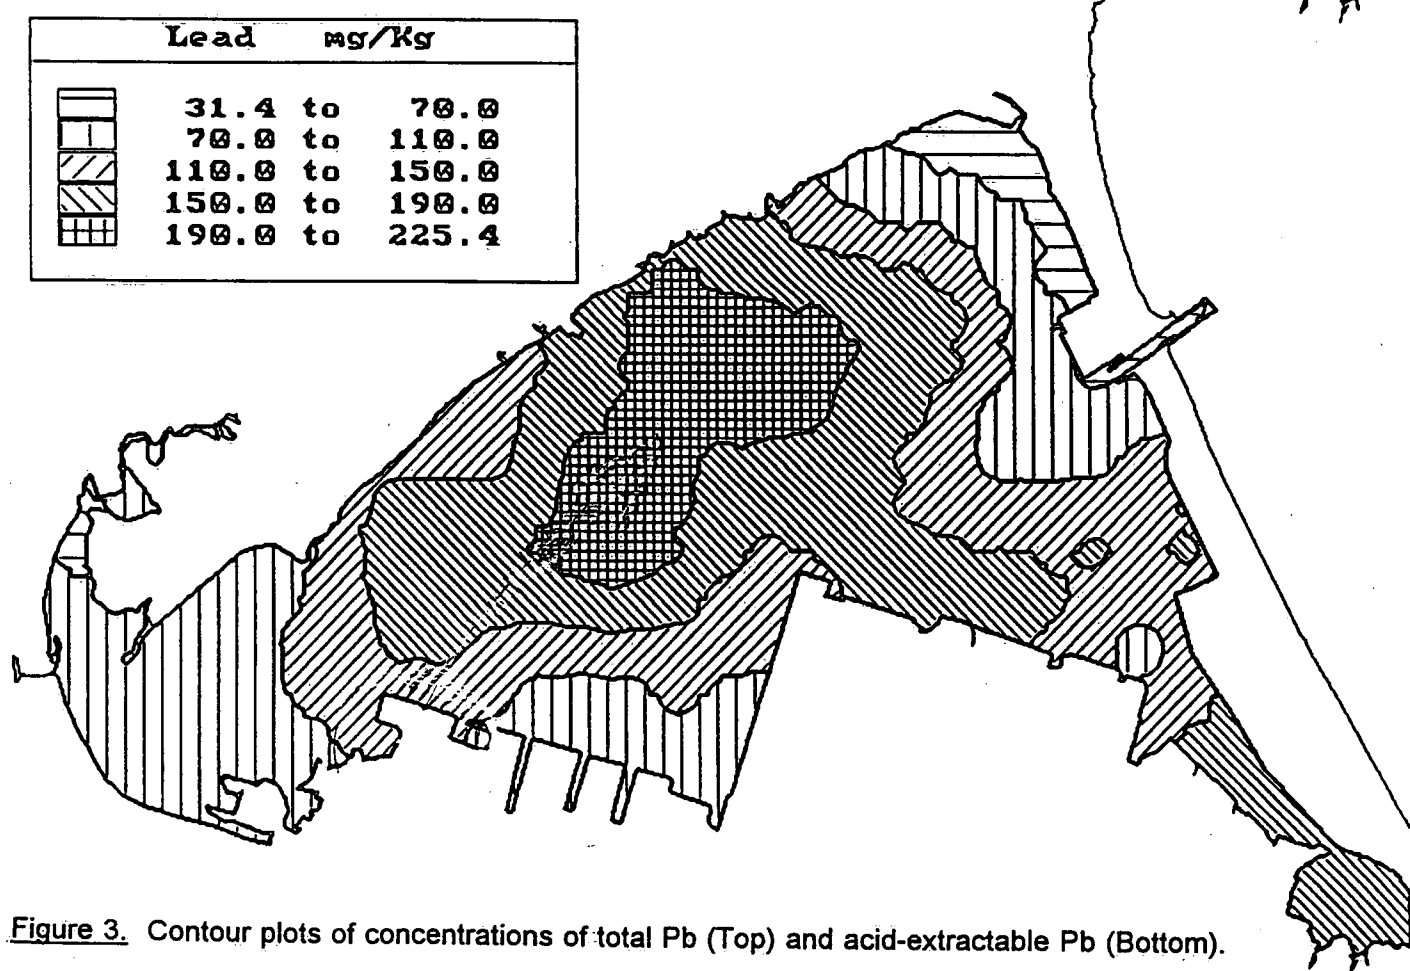 Lead mg/Kg
31.4 to 70.0
70.0 to 110.0
110.0 to 150.0
150.0 to 190.0
190.0 to 225.4
Figure 3. Contour plots of concentrations of total Pb (Top) and acid-extractable Pb (Bottom).